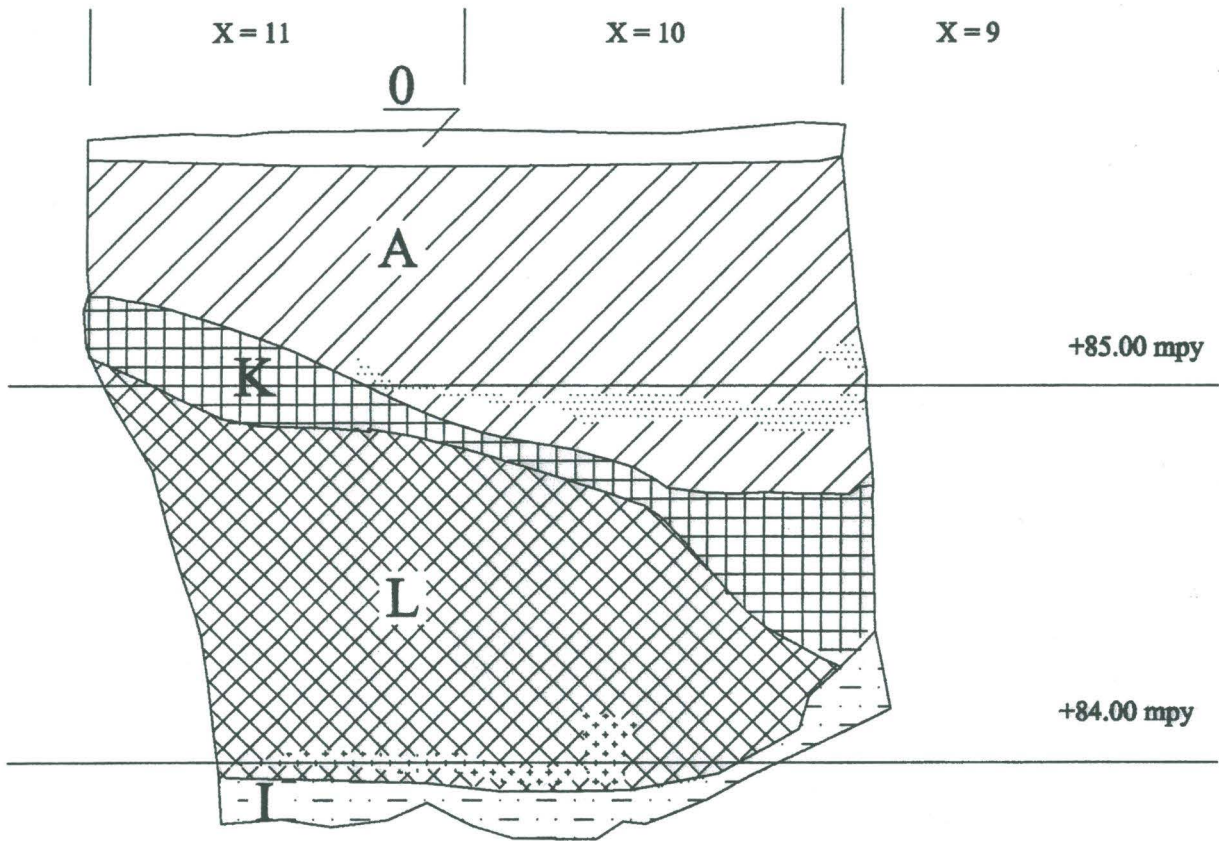 X = 11
X = 10
X = 9
0
A
+85.00 mpy
K
L
+84.00 mpy
I